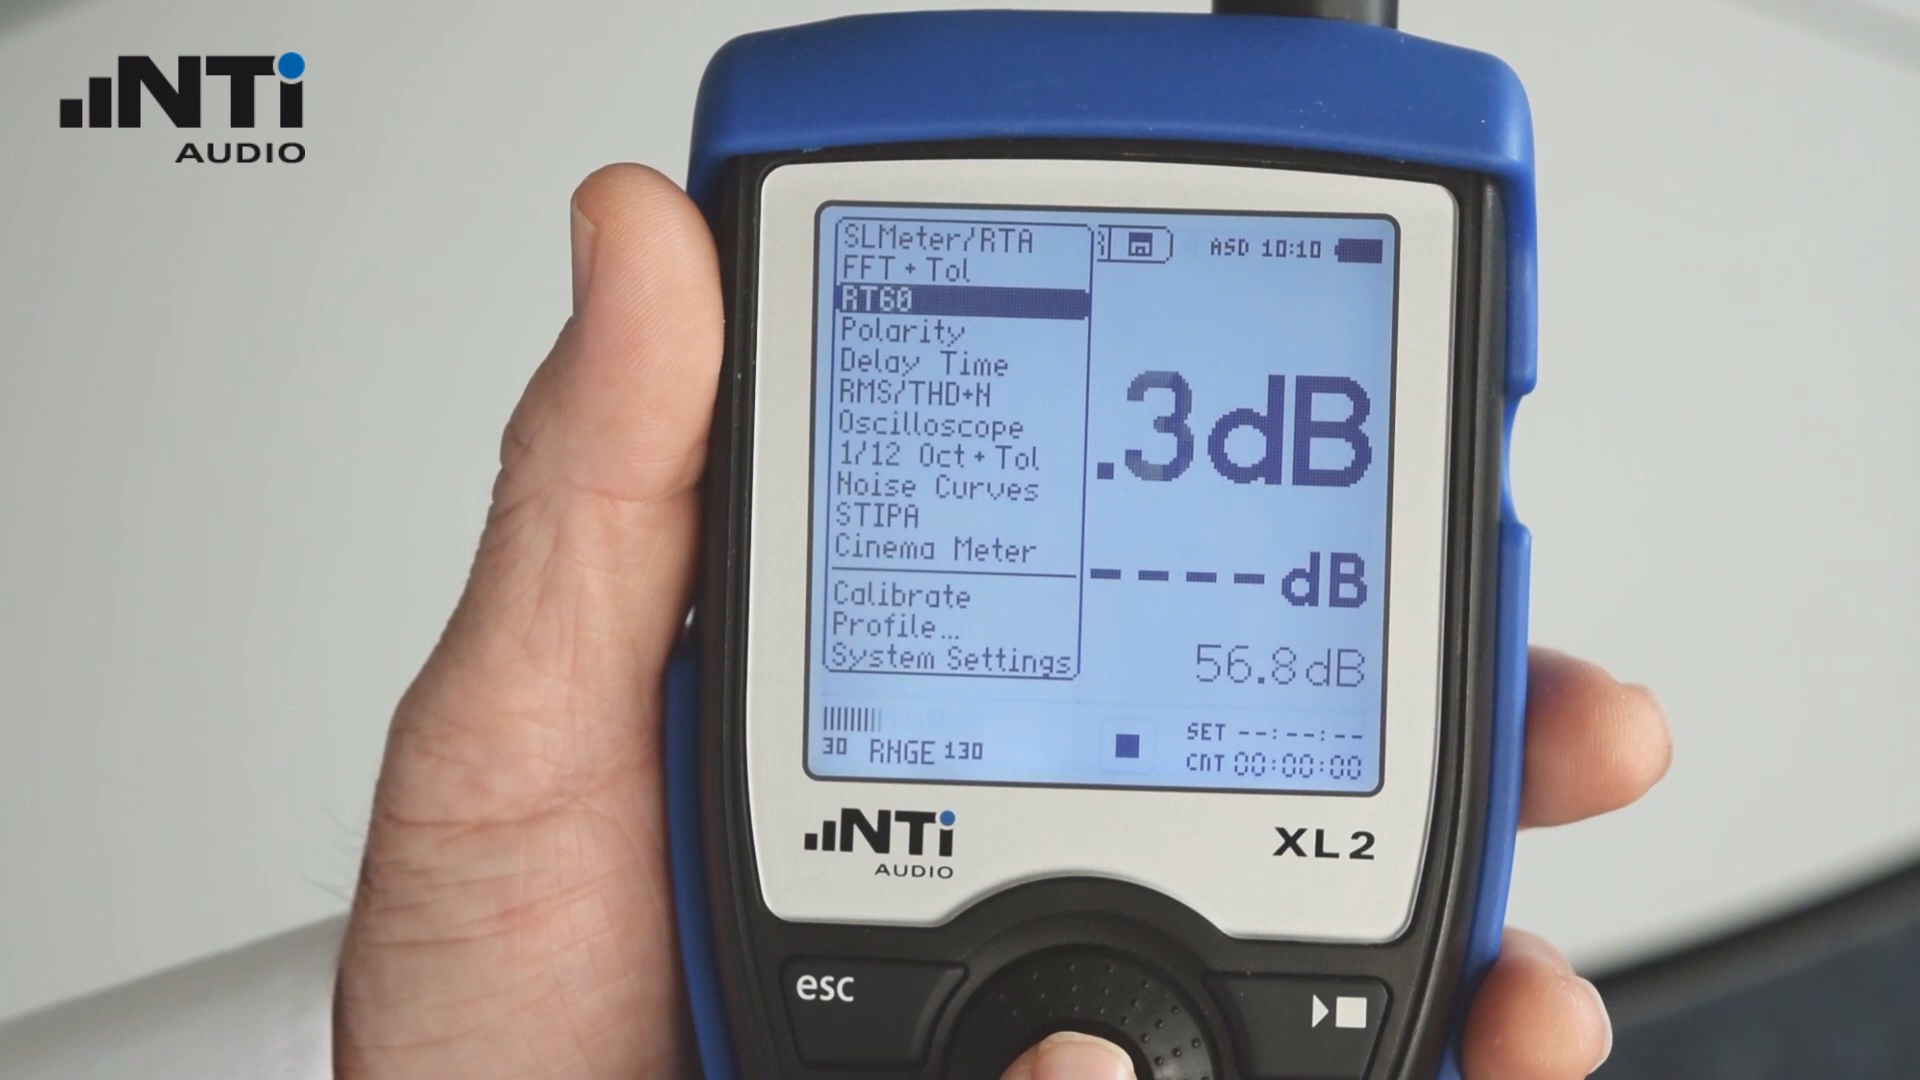 NTi
AUDIO
SLMeter/RTA
FFT + Tol
RT60
Polarity
Delay Time
RMS/THD+N
Oscilloscope
1/12 Oct + Tol
Noise Curves
STIPA
Cinema Meter
Calibrate
Profile...
System Settings
ASD 10:10
.3dB
----dB
56.8dB
30 RNGE 130
SET --:--:--
CNT 00:00:00
NTi
AUDIO
XL2
esc